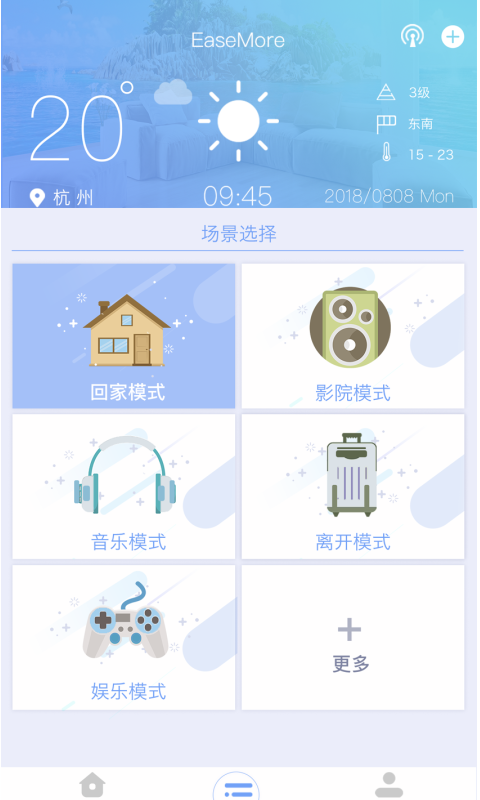 EaseMore
20°
3级
东南
15 - 23
杭州
09:45
2018/0808 Mon
场景选择
回家模式
影院模式
音乐模式
离开模式
娱乐模式
更多